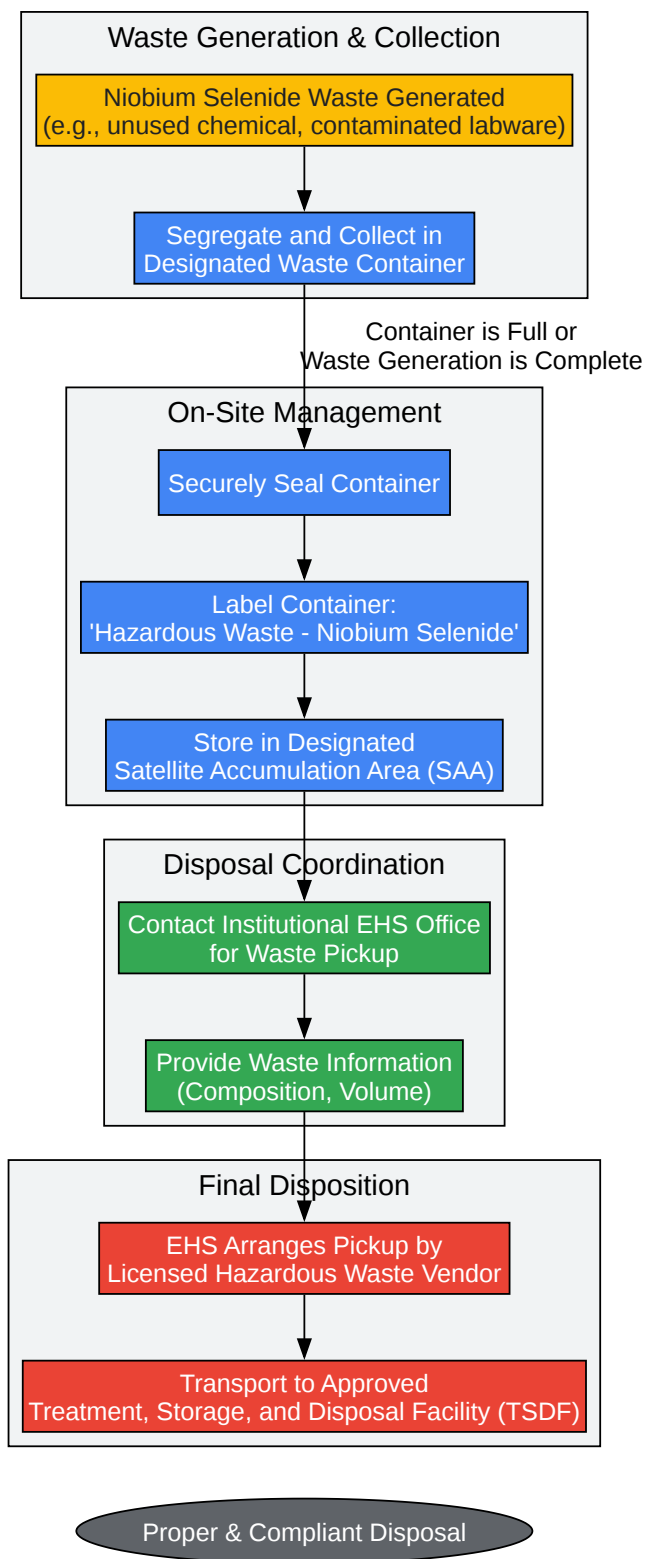 Waste Generation & Collection
Niobium Selenide Waste Generated
(e.g., unused chemical, contaminated labware)
Segregate and Collect in
Designated Waste Container
Container is Full or
Waste Generation is Complete
On-Site Management
Securely Seal Container
Label Container:
'Hazardous Waste - Niobium Selenide'
Store in Designated
Satellite Accumulation Area (SAA)
Disposal Coordination
Contact Institutional EHS Office
for Waste Pickup
Provide Waste Information
(Composition, Volume)
Final Disposition
EHS Arranges Pickup by
Licensed Hazardous Waste Vendor
Transport to Approved
Treatment, Storage, and Disposal Facility (TSDF)
Proper & Compliant Disposal